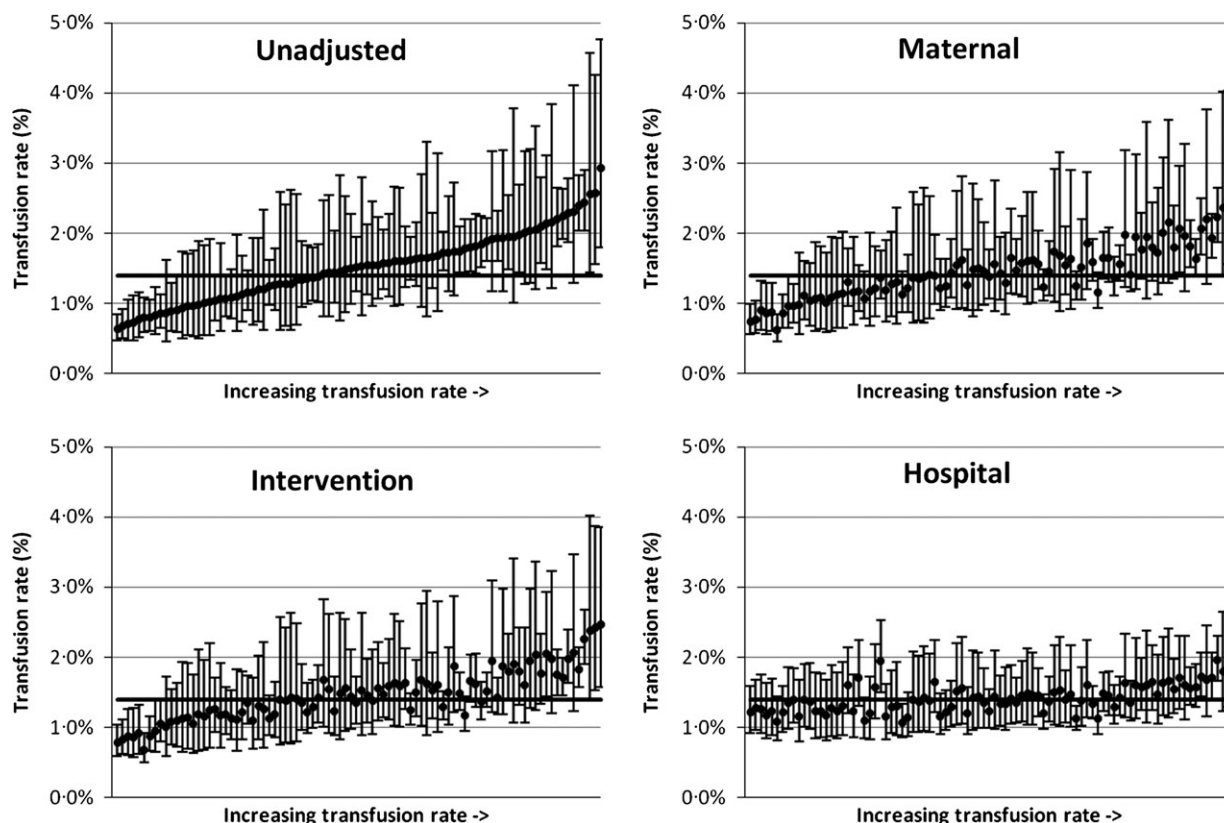 Unadjusted
Transfusion rate (%)
5·0%
4·0%
3·0%
2·0%
1·0%
0·0%
Increasing transfusion rate ->
Maternal
Transfusion rate (%)
5·0%
4·0%
3·0%
2·0%
1·0%
0·0%
Increasing transfusion rate ->
Intervention
Transfusion rate (%)
5·0%
4·0%
3·0%
2·0%
1·0%
0·0%
Increasing transfusion rate ->
Hospital
Transfusion rate (%)
5·0%
4·0%
3·0%
2·0%
1·0%
0·0%
Increasing transfusion rate ->